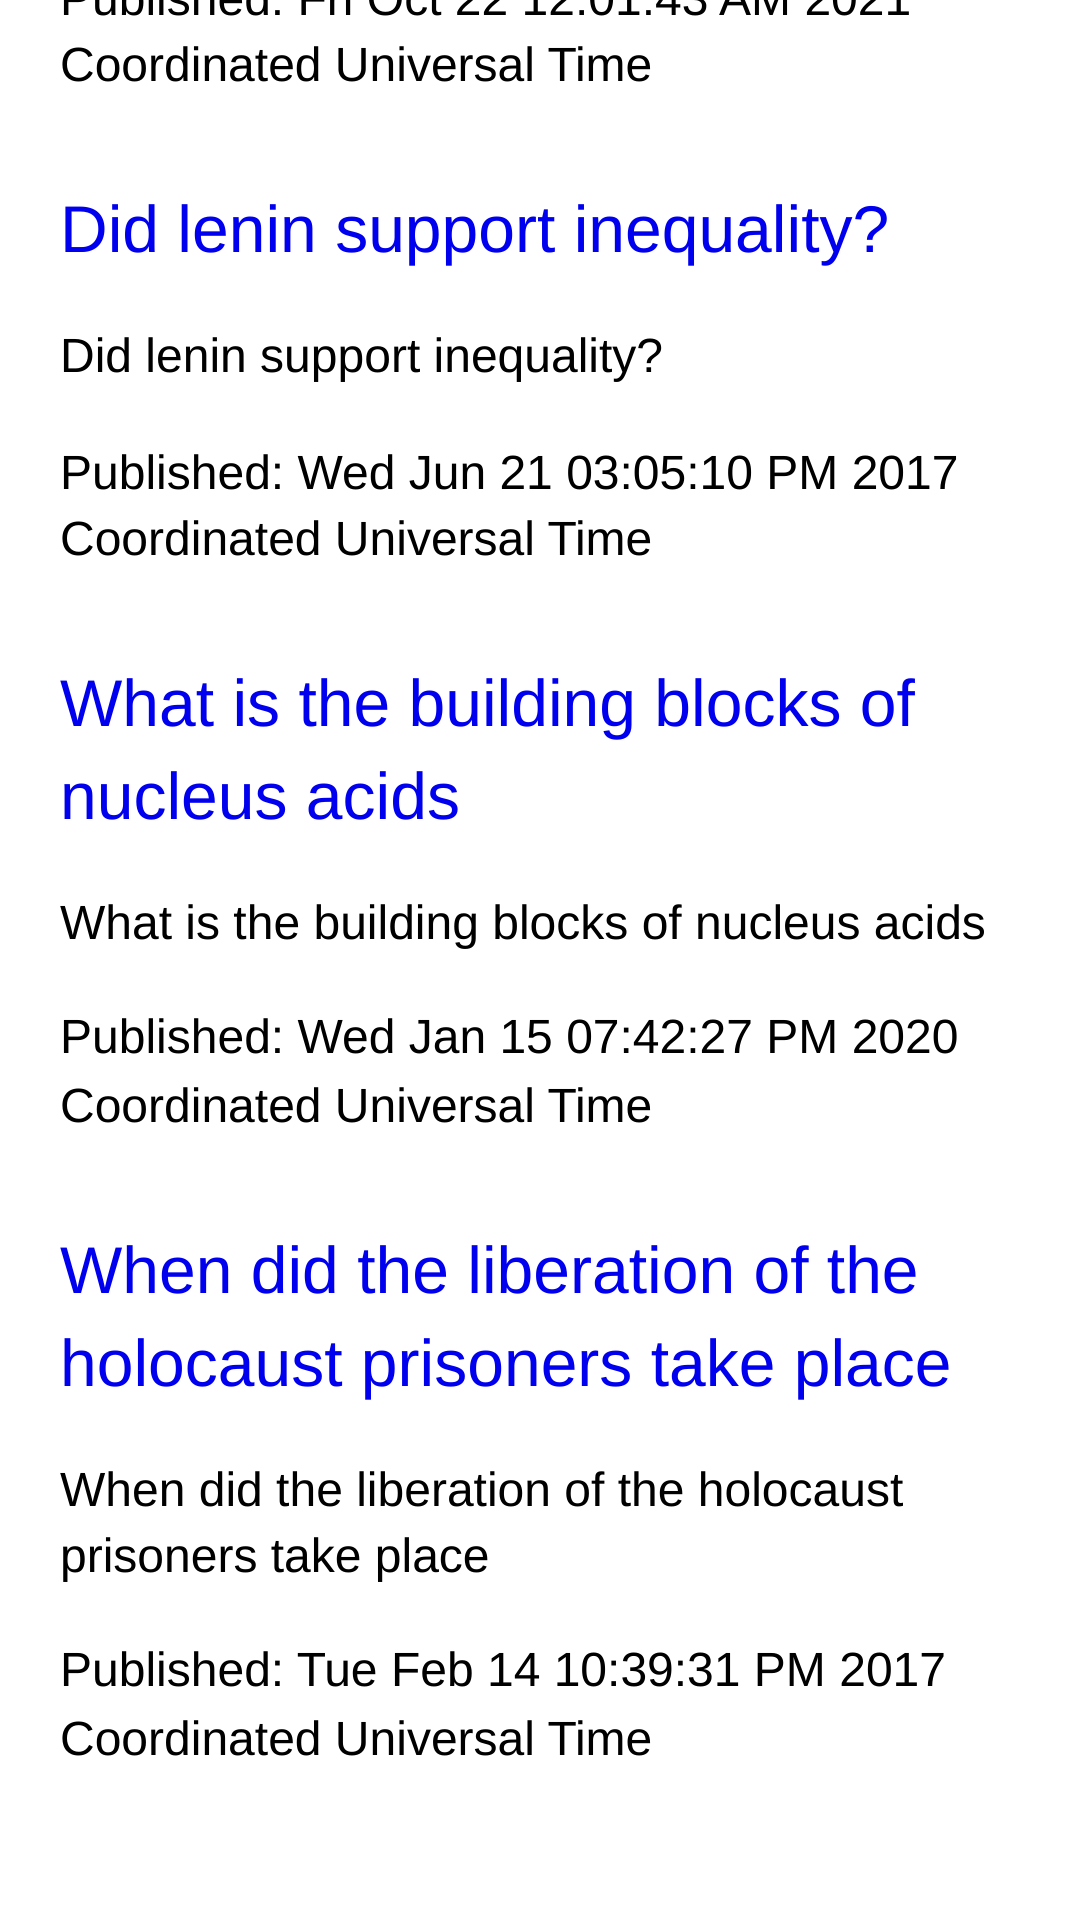 Published: Fri Oct 22 12:01:43 AM 2021
Coordinated Universal Time
Did lenin support inequality?
Did lenin support inequality?
Published: Wed Jun 21 03:05:10 PM 2017
Coordinated Universal Time
What is the building blocks of
nucleus acids
What is the building blocks of nucleus acids
Published: Wed Jan 15 07:42:27 PM 2020
Coordinated Universal Time
When did the liberation of the
holocaust prisoners take place
When did the liberation of the holocaust
prisoners take place
Published: Tue Feb 14 10:39:31 PM 2017
Coordinated Universal Time